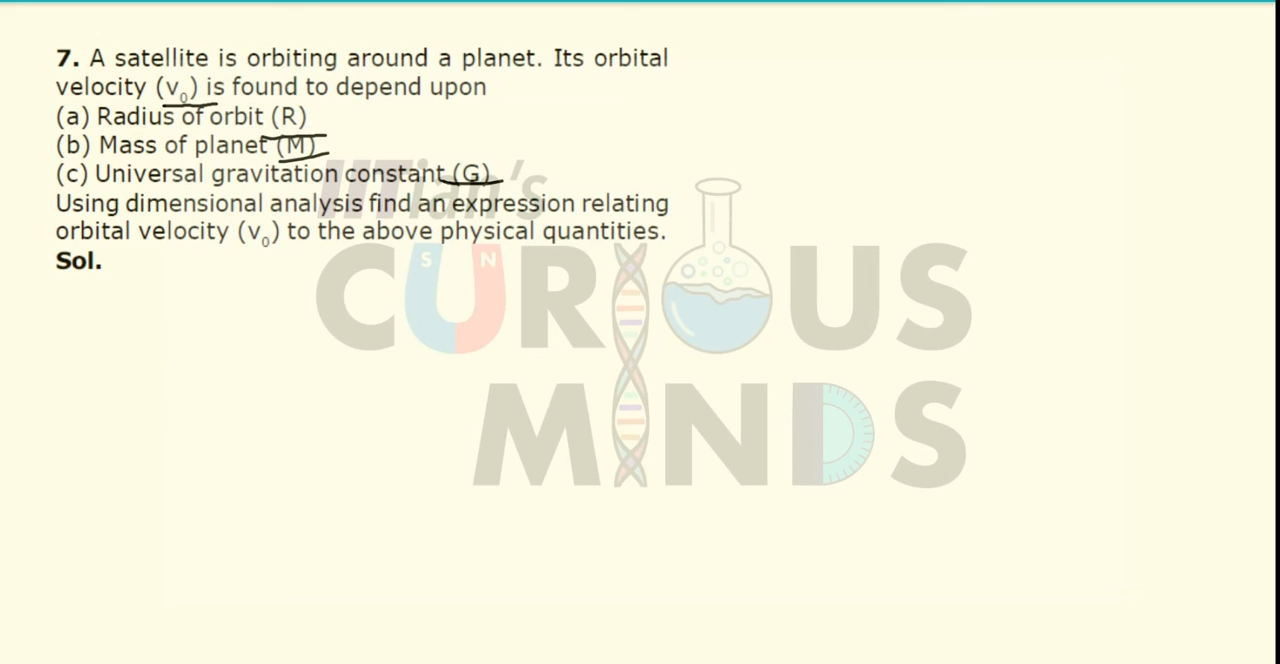 7. A satellite is orbiting around a planet. Its orbital
velocity (v₀) is found to depend upon
(a) Radius of orbit (R)
(b) Mass of planet (M)
(c) Universal gravitation constant (G)
Using dimensional analysis find an expression relating
orbital velocity (v₀) to the above physical quantities.
Sol.
IITian's
CURIOUS
S N
MINDS